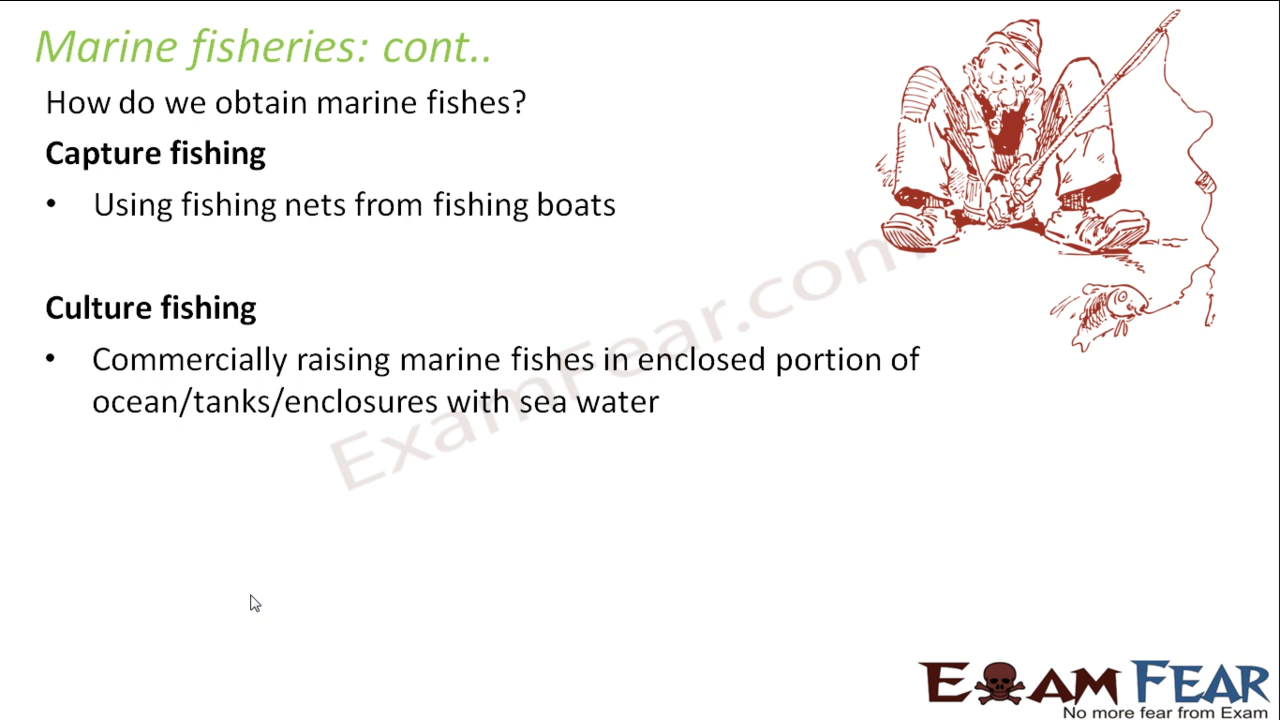 Marine fisheries: cont..
How do we obtain marine fishes?
Capture fishing
• Using fishing nets from fishing boats
Culture fishing
• Commercially raising marine fishes in enclosed portion of
ocean/tanks/enclosures with sea water
ExamFear.com
EXAM FEAR
No more fear from Exam